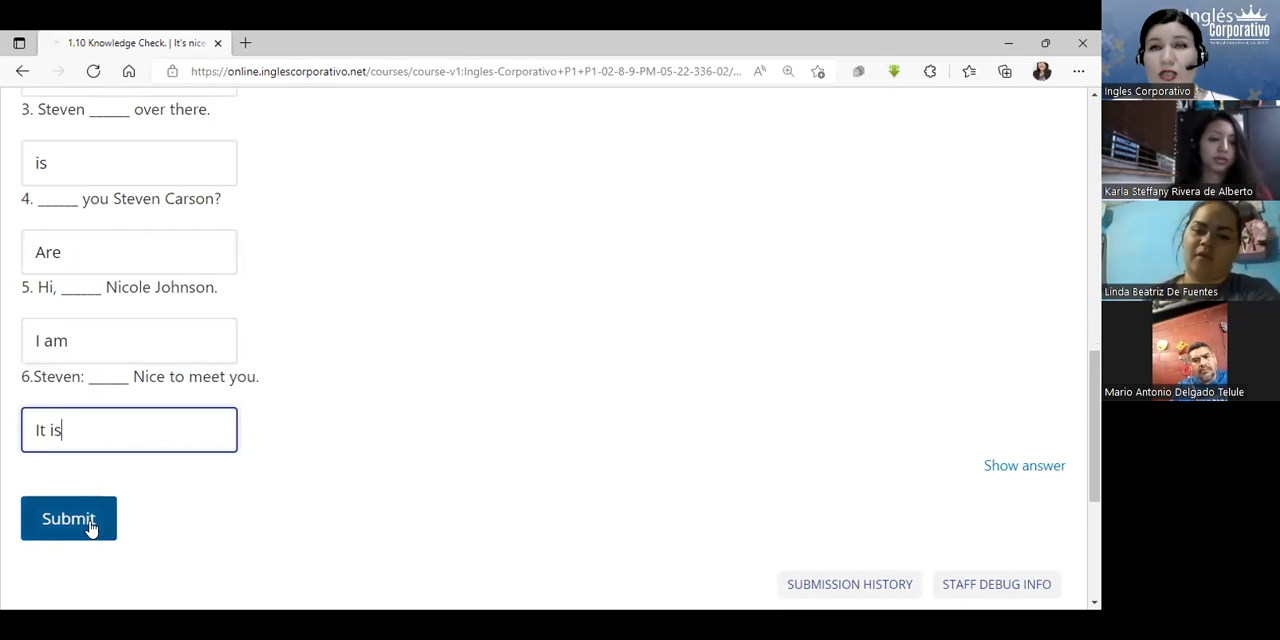 1.10 Knowledge Check. | It's nice
https://online.inglescorporativo.net/courses/course-v1:Ingles-Corporativo+P1+P1-02-8-9-PM-05-22-336-02/...
3. Steven _____ over there.
is
4. _____ you Steven Carson?
Are
5. Hi, _____ Nicole Johnson.
I am
6.Steven: _____ Nice to meet you.
It is
Show answer
Submit
SUBMISSION HISTORY
STAFF DEBUG INFO
Inglés
Corporativo
Ingles Corporativo
Karla Steffany Rivera de Alberto
Linda Beatriz De Fuentes
Mario Antonio Delgado Telule